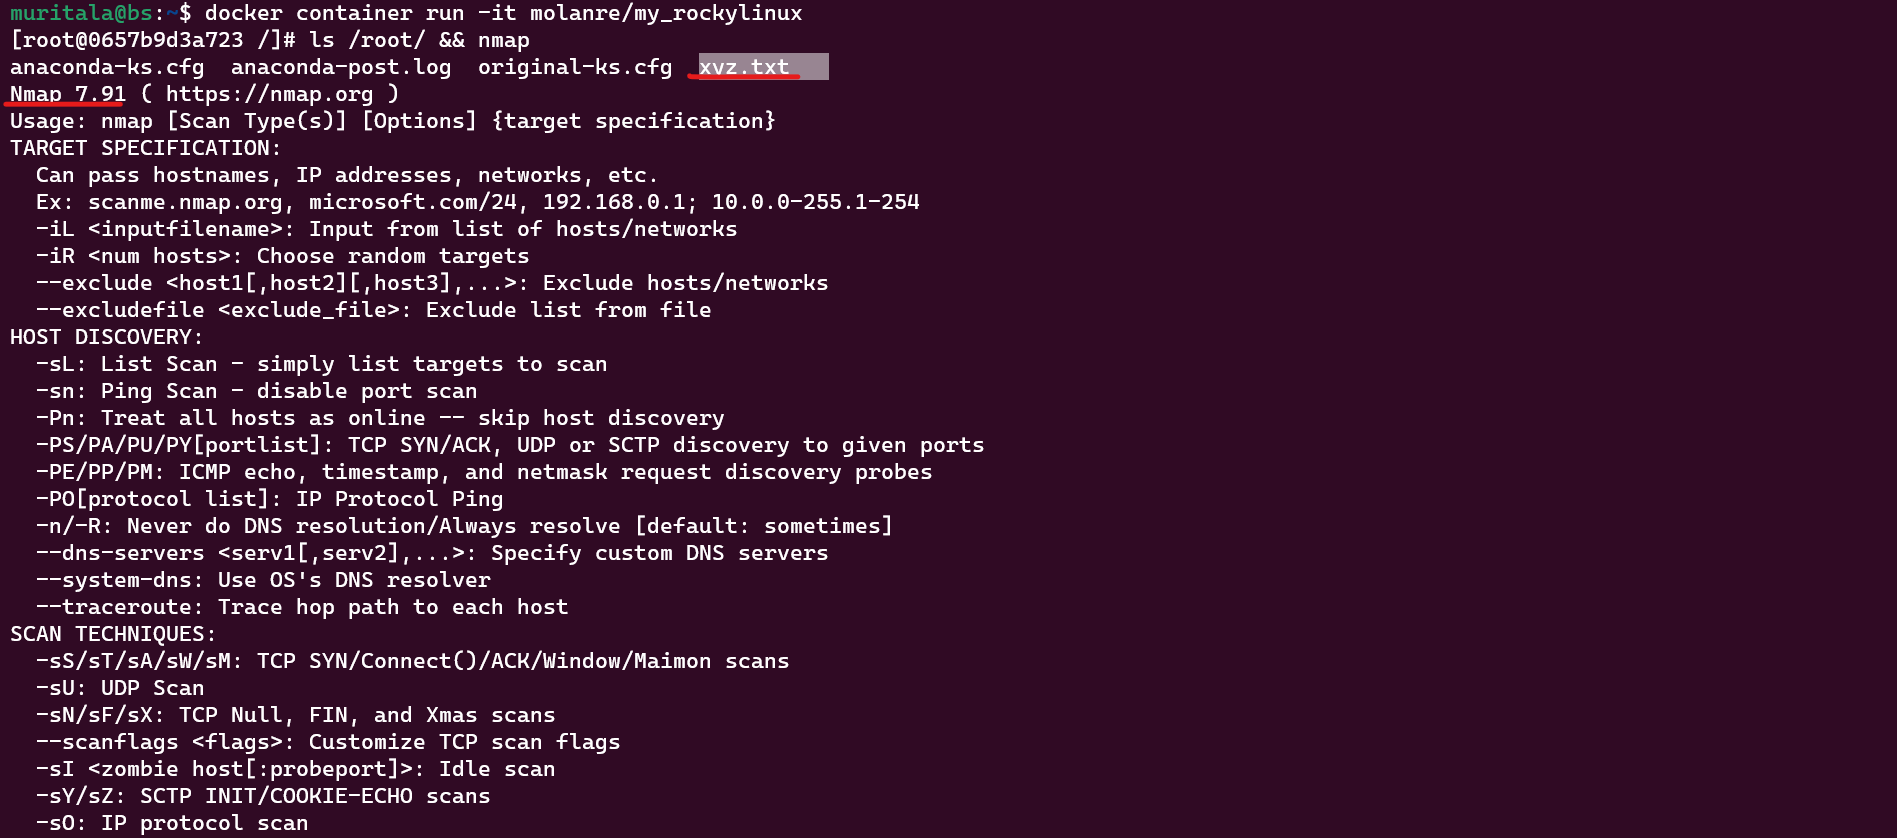 muritala@bs:~$ docker container run -it molanre/my_rockylinux
[root@0657b9d3a723 /]# ls /root/ && nmap
anaconda-ks.cfg  anaconda-post.log  original-ks.cfg  xyz.txt
Nmap 7.91 ( https://nmap.org )
Usage: nmap [Scan Type(s)] [Options] {target specification}
TARGET SPECIFICATION:
  Can pass hostnames, IP addresses, networks, etc.
  Ex: scanme.nmap.org, microsoft.com/24, 192.168.0.1; 10.0.0-255.1-254
  -iL <inputfilename>: Input from list of hosts/networks
  -iR <num hosts>: Choose random targets
  --exclude <host1[,host2][,host3],...>: Exclude hosts/networks
  --excludefile <exclude_file>: Exclude list from file
HOST DISCOVERY:
  -sL: List Scan - simply list targets to scan
  -sn: Ping Scan - disable port scan
  -Pn: Treat all hosts as online -- skip host discovery
  -PS/PA/PU/PY[portlist]: TCP SYN/ACK, UDP or SCTP discovery to given ports
  -PE/PP/PM: ICMP echo, timestamp, and netmask request discovery probes
  -PO[protocol list]: IP Protocol Ping
  -n/-R: Never do DNS resolution/Always resolve [default: sometimes]
  --dns-servers <serv1[,serv2],...>: Specify custom DNS servers
  --system-dns: Use OS's DNS resolver
  --traceroute: Trace hop path to each host
SCAN TECHNIQUES:
  -sS/sT/sA/sW/sM: TCP SYN/Connect()/ACK/Window/Maimon scans
  -sU: UDP Scan
  -sN/sF/sX: TCP Null, FIN, and Xmas scans
  --scanflags <flags>: Customize TCP scan flags
  -sI <zombie host[:probeport]>: Idle scan
  -sY/sZ: SCTP INIT/COOKIE-ECHO scans
  -sO: IP protocol scan